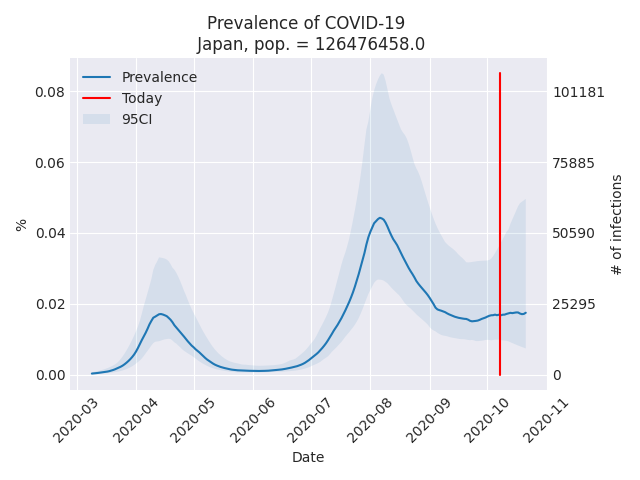 Prevalence of COVID-19
Japan, pop. = 126476458.0
Prevalence
Today
95CI
0.08
0.06
0.04
0.02
0.00
%
101181
75885
50590
25295
0
# of infections
2020-03
2020-04
2020-05
2020-06
2020-07
2020-08
2020-09
2020-10
2020-11
Date